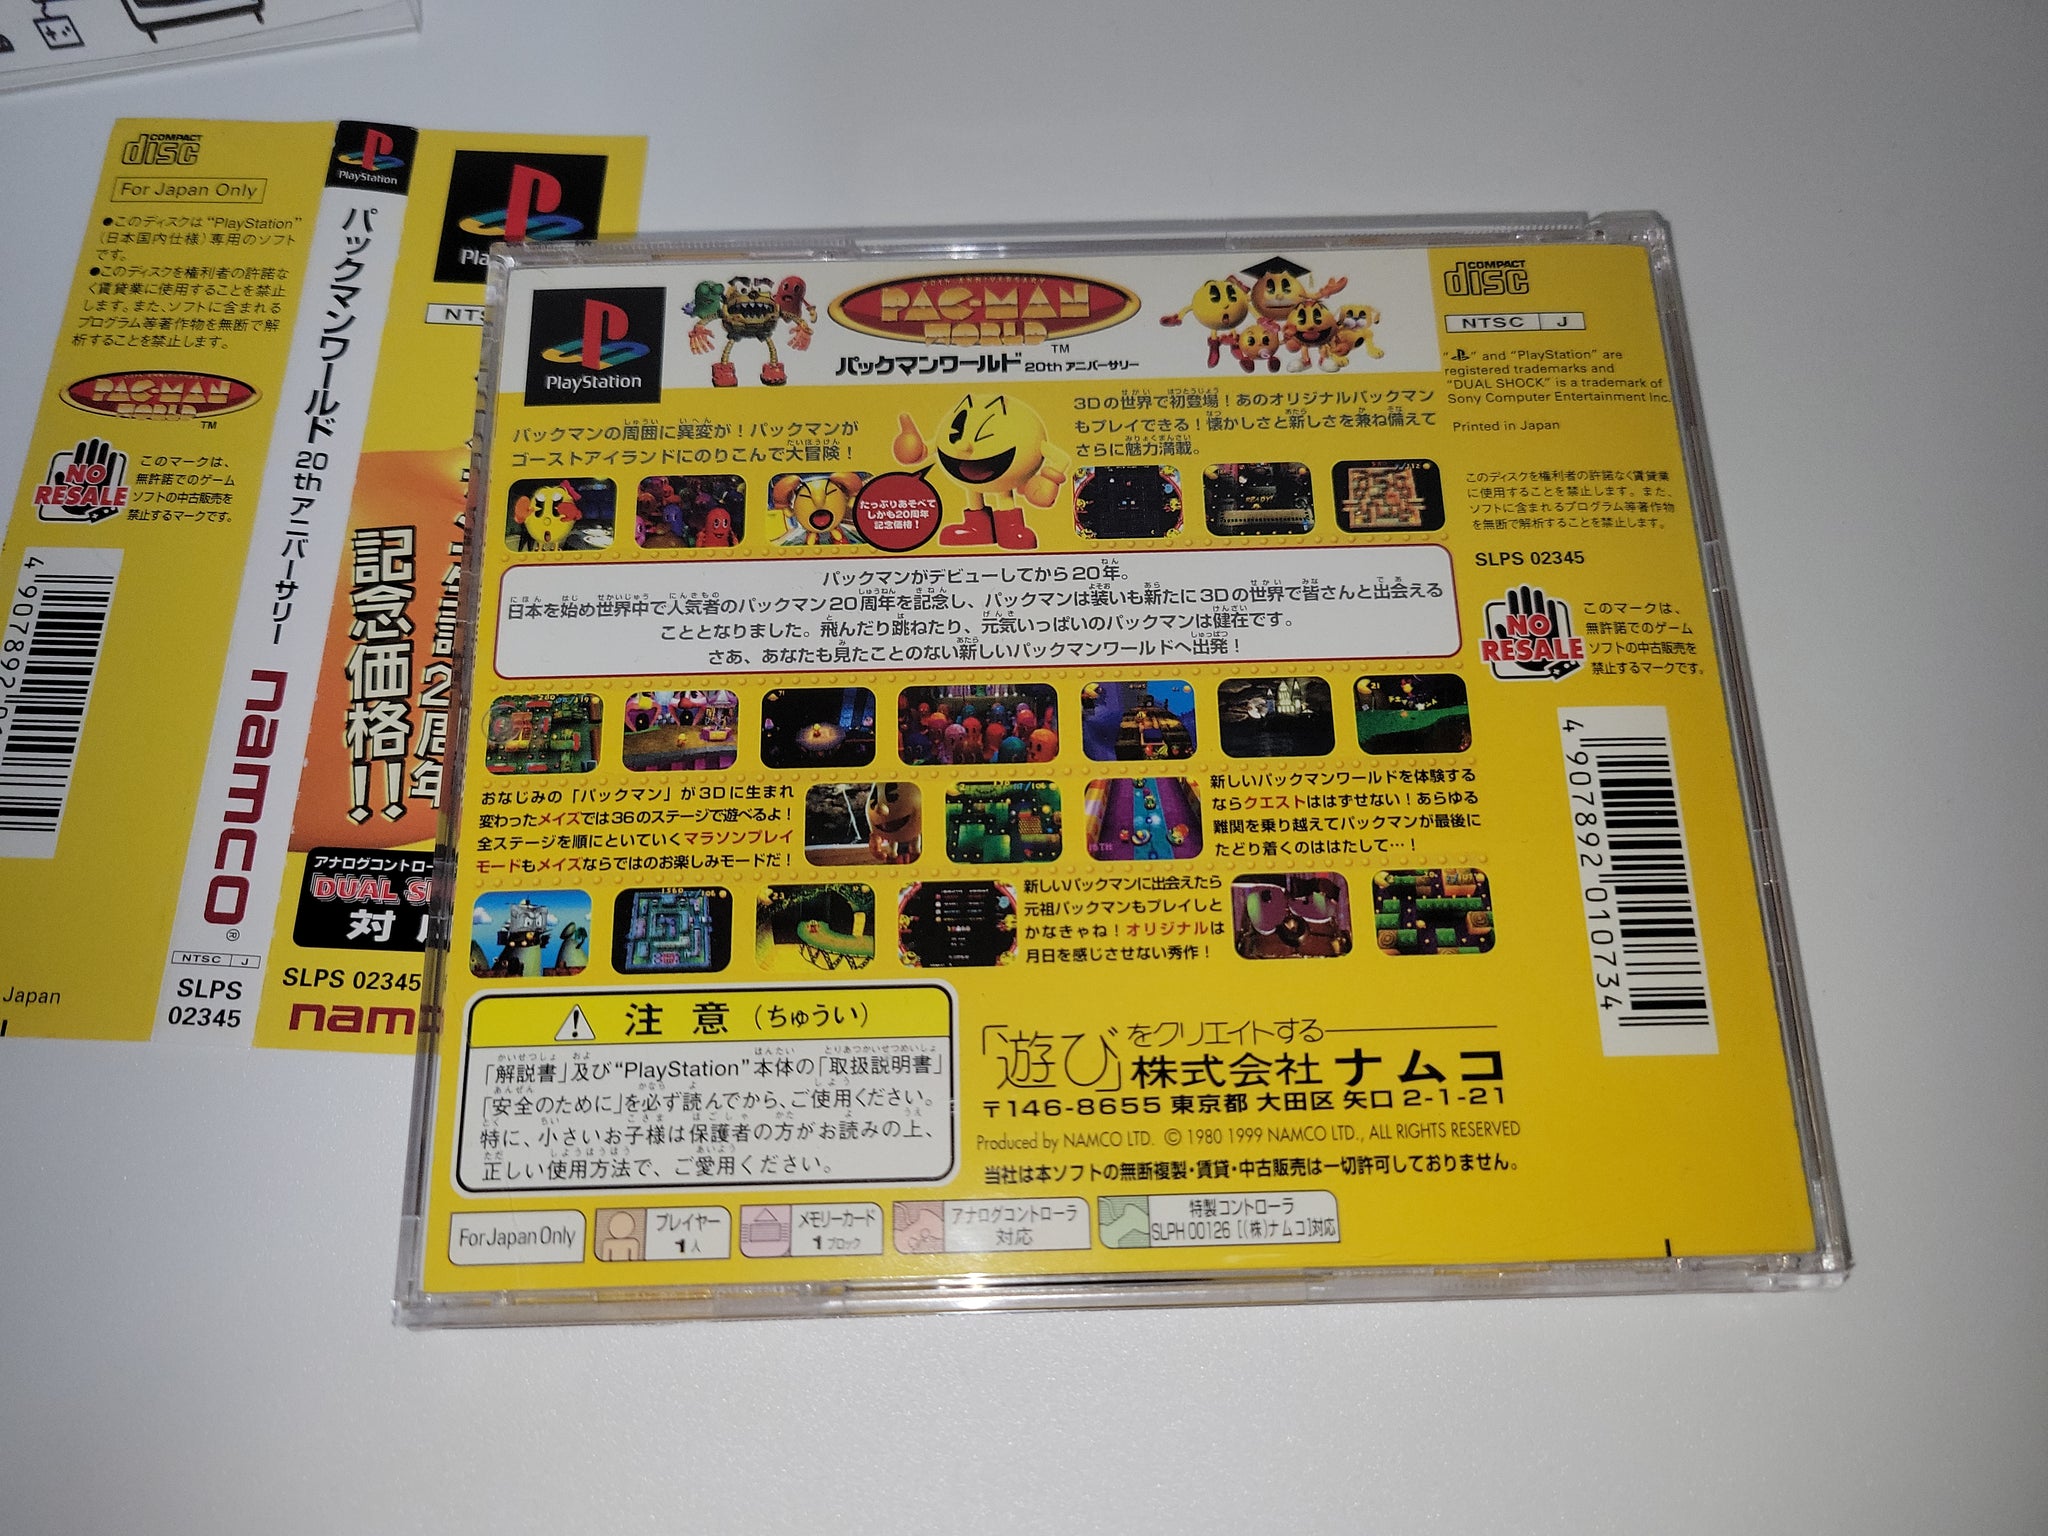 COMPACT
disc
For Japan Only
●このディスクは"PlayStation"
(日本国内仕様)専用のソフト
です。
●このディスクを権利者の許諾な
く賃貸業に使用することを禁止
します。また、ソフトに含まれる
プログラム等著作物を無断で解
析することを禁止します。
PAC-MAN
WORLD
TM
NO
RESALE
このマークは、
無許諾でのゲーム
ソフトの中古販売を
禁止するマークです。
4 907892
Japan
PlayStation
パックマンワールド 20th アニバーサリー
namco
NTSC J
SLPS
02345
Pla
NTS
周年
記念価格!!
アナログコントロー
DUAL S
対
SLPS 02345
nam
PlayStation
20TH ANNIVERSARY
PAC-MAN
WORLD
TM
パックマンワールド 20th アニバーサリー
パックマンの周囲に異変が!パックマンが
ゴーストアイランドにのりこんで大冒険!
たっぷりあそべて
しかも20周年
記念価格!
3Dの世界で初登場!あのオリジナルパックマン
もプレイできる!懐かしさと新しさを兼ね備えて
さらに魅力満載。
READY!
パックマンがデビューしてから20年。
日本を始め世界中で人気者のパックマン20周年を記念し、パックマンは装いも新たに3Dの世界で皆さんと出会える
こととなりました。飛んだり跳ねたり、元気いっぱいのパックマンは健在です。
さあ、あなたも見たことのない新しいパックマンワールドへ出発!
おなじみの「パックマン」が3Dに生まれ
変わったメイズでは36のステージで遊べるよ!
全ステージを順にといていくマラソンプレイ
モードもメイズならではのお楽しみモードだ!
新しいパックマンワールドを体験する
ならクエストははずせない!あらゆる
難関を乗り越えてパックマンが最後に
たどり着くのははたして…!
新しいパックマンに出会えたら
元祖パックマンもプレイしと
かなきゃね!オリジナルは
月日を感じさせない秀作!
注意(ちゅうい)
「解説書」及び"PlayStation"本体の「取扱説明書」
「安全のために」を必ず読んでから、ご使用ください。
特に、小さいお子様は保護者の方がお読みの上、
正しい使用方法で、ご愛用ください。
「遊び」をクリエイトする
株式会社ナムコ
〒146-8655 東京都 大田区 矢口 2-1-21
Produced by NAMCO LTD. © 1980 1999 NAMCO LTD., ALL RIGHTS RESERVED
当社は本ソフトの無断複製・賃貸・中古販売は一切許可しておりません。
For Japan Only
プレイヤー
1人
メモリーカード
1ブロック
アナログコントローラ
対応
特製コントローラ
SLPH 00126 [(株)ナムコ]対応
COMPACT
disc
NTSC J
" " and "PlayStation" are
registered trademarks and
"DUAL SHOCK" is a trademark of
Sony Computer Entertainment Inc.
Printed in Japan
このディスクを権利者の許諾なく賃貸業
に使用することを禁止します。また、
ソフトに含まれるプログラム等著作物
を無断で解析することを禁止します。
SLPS 02345
NO
RESALE
このマークは、
無許諾でのゲーム
ソフトの中古販売を
禁止するマークです。
4 907892 010734